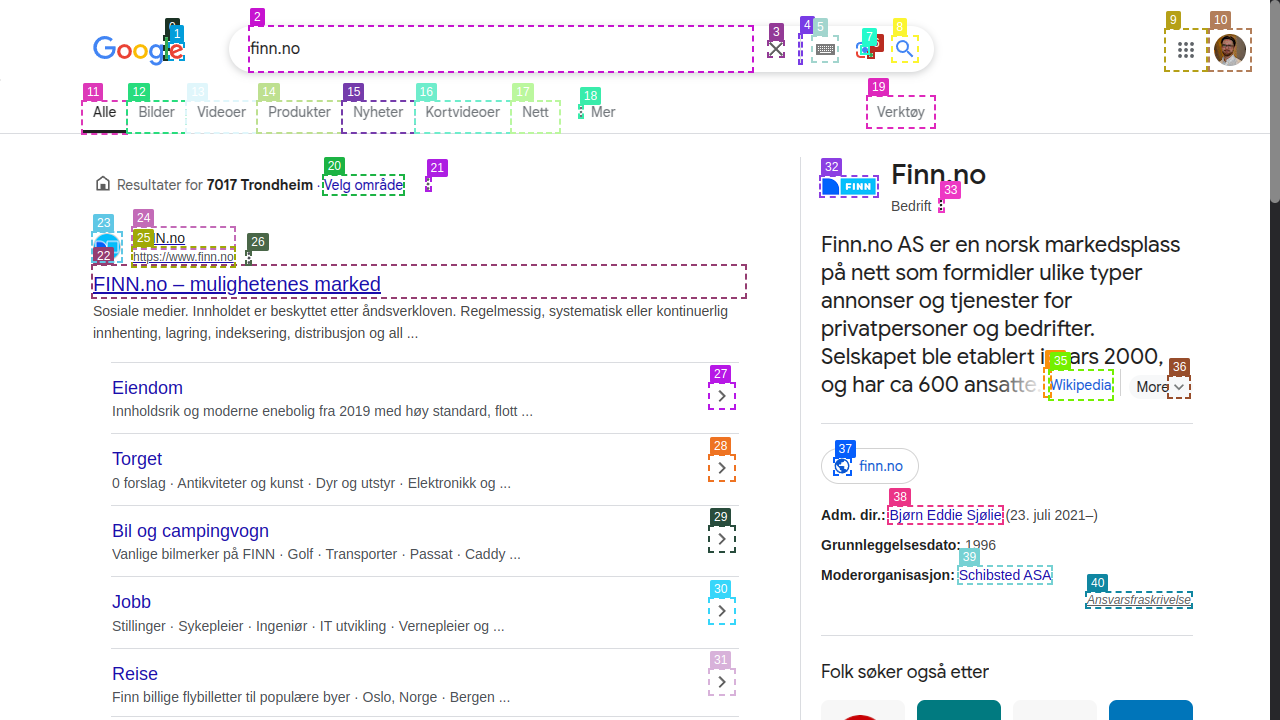 Google
finn.no
Alle
Bilder
Videoer
Produkter
Nyheter
Kortvideoer
Nett
Mer
Verktøy
Resultater for 7017 Trondheim · Velg område
https://www.finn.no
FINN.no – mulighetenes marked
Sosiale medier. Innholdet er beskyttet etter åndsverkloven. Regelmessig, systematisk eller kontinuerlig
innhenting, lagring, indeksering, distribusjon og all ...
Eiendom
Innholdsrik og moderne enebolig fra 2019 med høy standard, flott ...
Torget
0 forslag · Antikviteter og kunst · Dyr og utstyr · Elektronikk og ...
Bil og campingvogn
Vanlige bilmerker på FINN · Golf · Transporter · Passat · Caddy ...
Jobb
Stillinger · Sykepleier · Ingeniør · IT utvikling · Vernepleier og ...
Reise
Finn billige flybilletter til populære byer · Oslo, Norge · Bergen ...
FINN
Finn.no
Bedrift
Finn.no AS er en norsk markedsplass
på nett som formidler ulike typer
annonser og tjenester for
privatpersoner og bedrifter.
Selskapet ble etablert i mars 2000,
og har ca 600 ansatte
Wikipedia
More
finn.no
Adm. dir.: Bjørn Eddie Sjølie (23. juli 2021–)
Grunnleggelsesdato: 1996
Moderorganisasjon: Schibsted ASA
Ansvarsfraskrivelse
Folk søker også etter
1
2
3
4
5
7
8
9
10
11
12
13
14
15
16
17
18
19
20
21
22
23
24
25
26
27
28
29
30
31
32
33
35
36
37
38
39
40